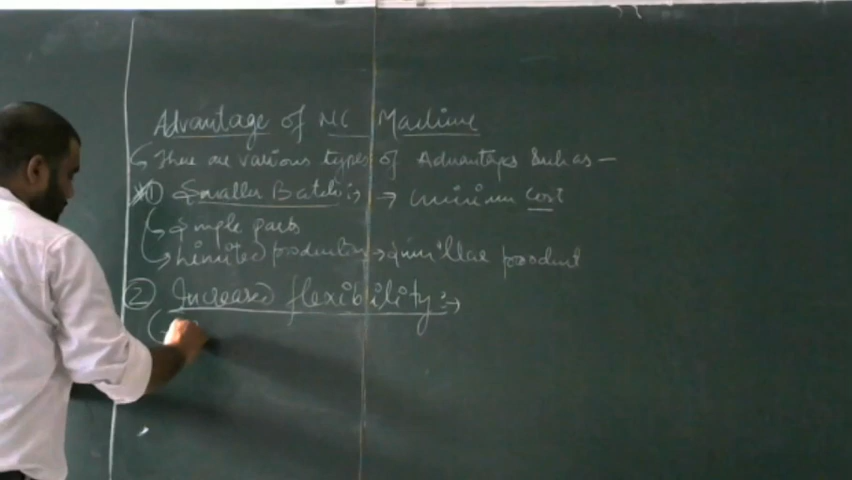 Advantage of NC Machine
There are various types of Advantages such as —
① Smaller Batches :→ → minimum cost
→ simple parts
→ Limited production → similar product
② Increased flexibility :→